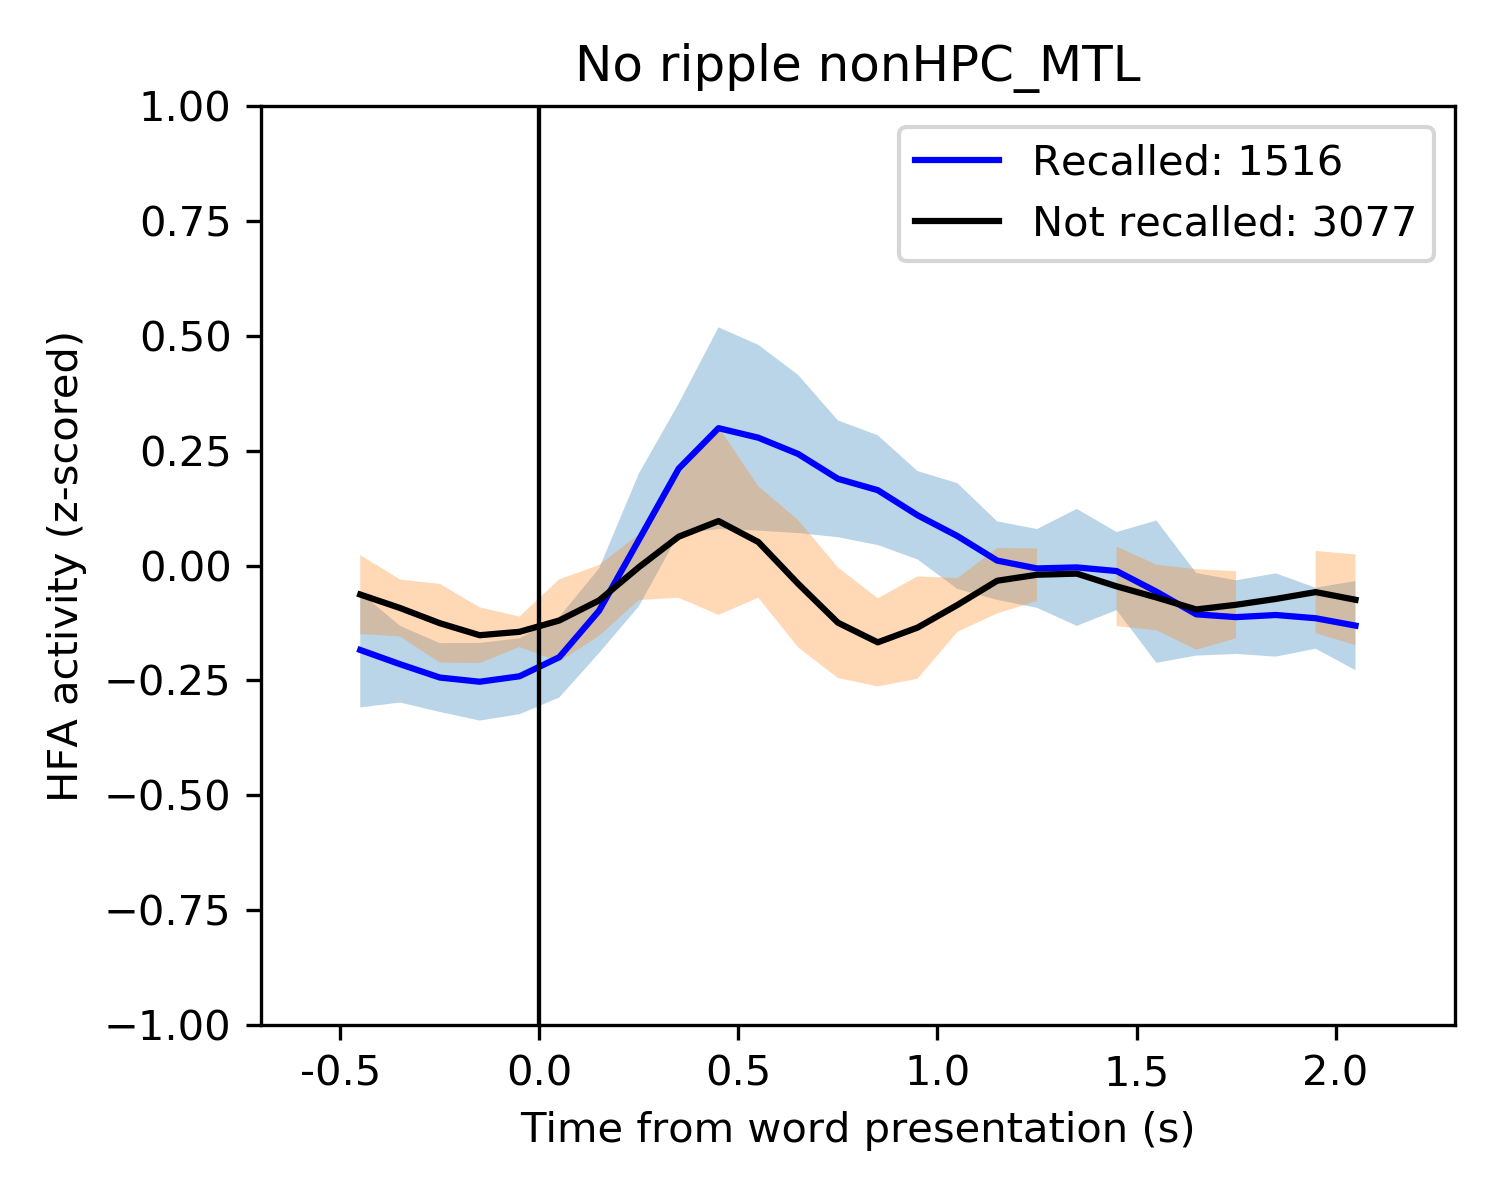 No ripple nonHPC_MTL
1.00
0.75
0.50
0.25
0.00
−0.25
−0.50
−0.75
−1.00
HFA activity (z-scored)
Recalled: 1516
Not recalled: 3077
-0.5 0.0 0.5 1.0 1.5 2.0
Time from word presentation (s)